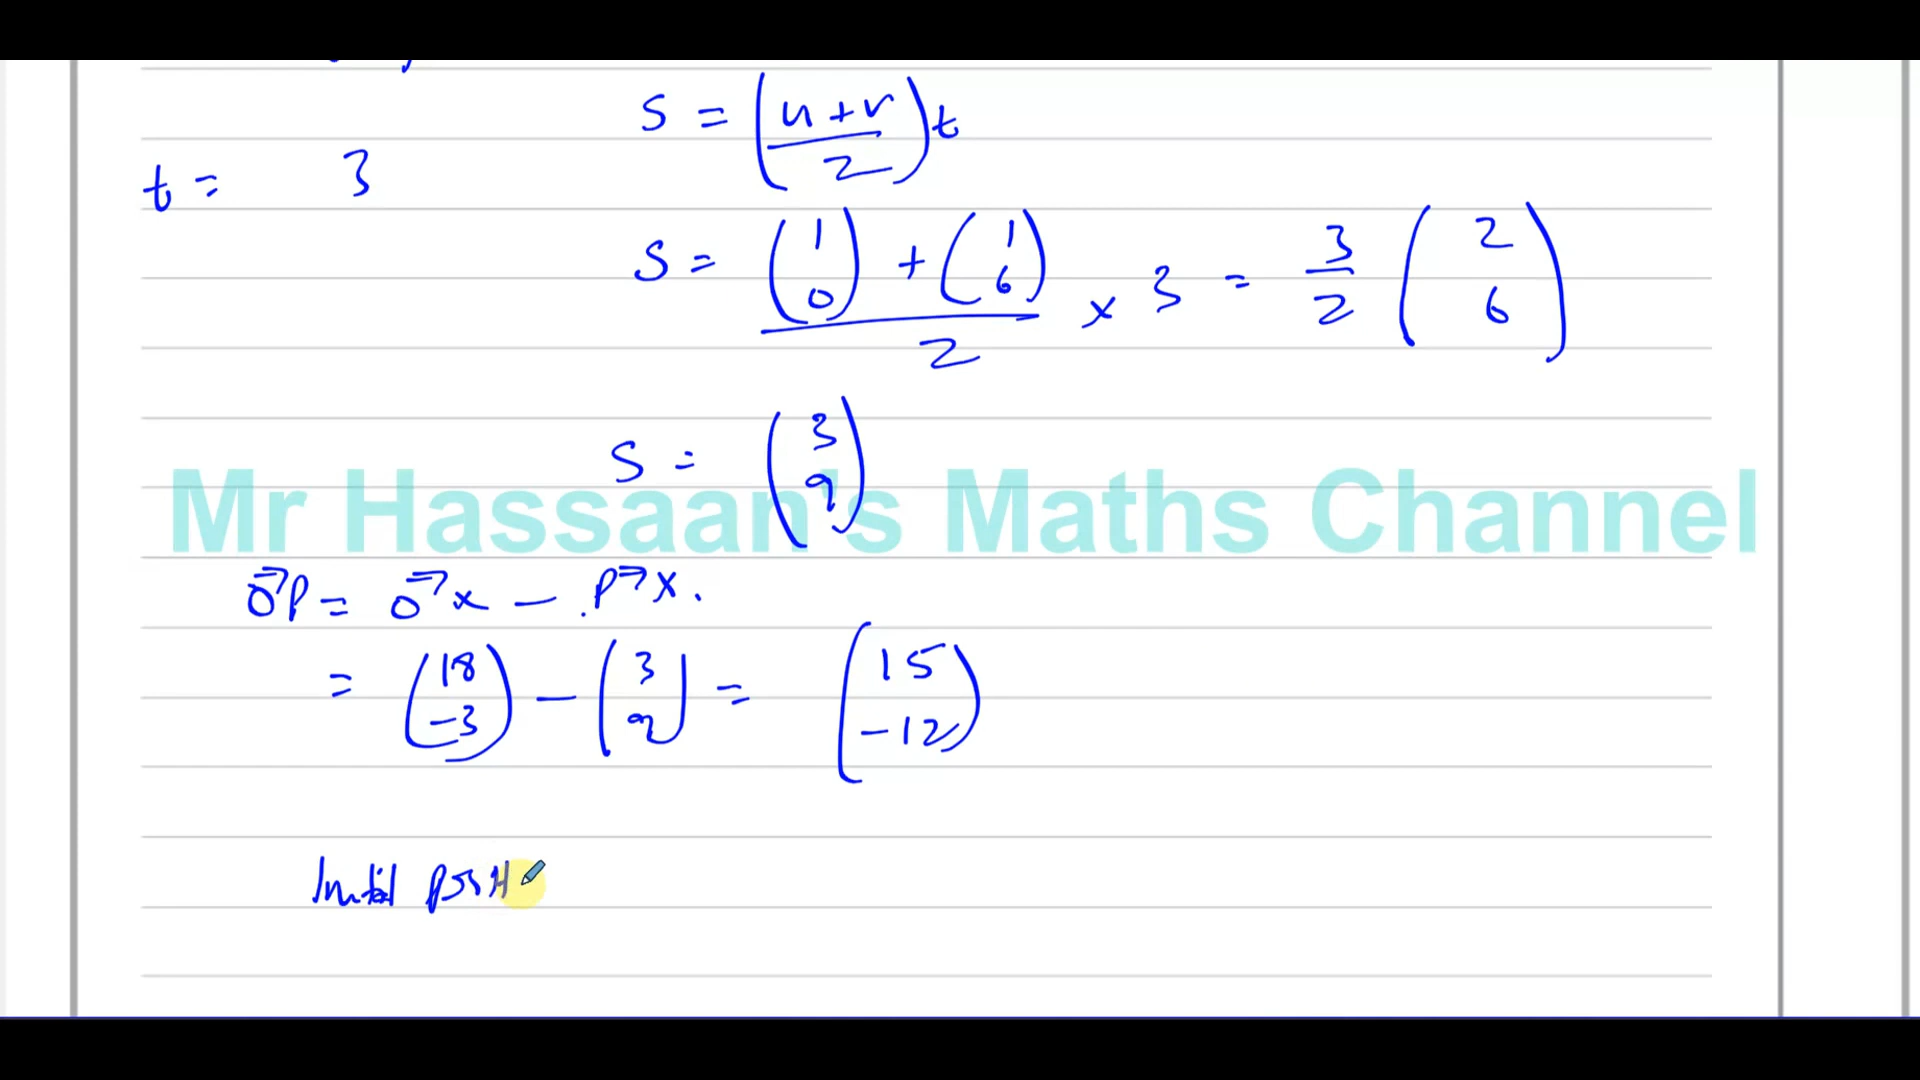 s = (u+v/2)t
t = 3
s = ((1 0) + (1 6))/2 x 3 = 3/2 (2 6)
s = (3 9)
Mr Hassaan's Maths Channel
OP = OX - PX.
= (18 -3) - (3 9) = (15 -12)
Initial